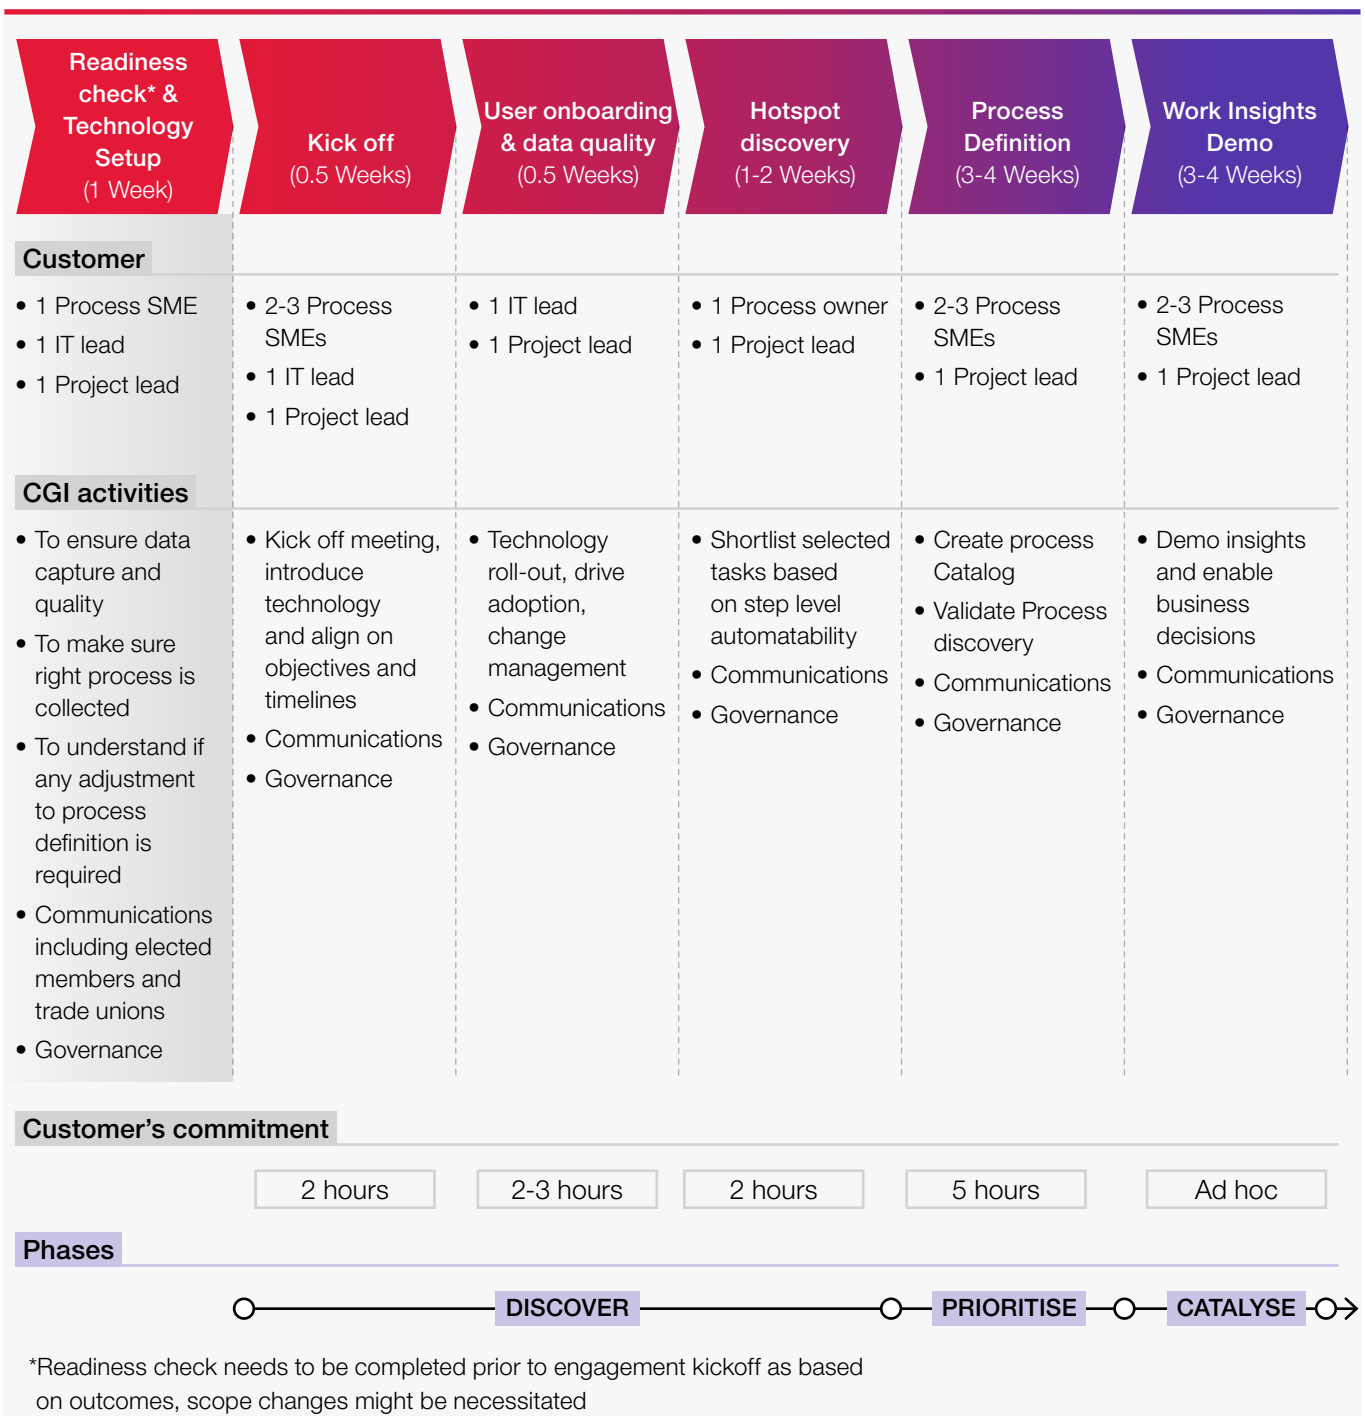 Readiness
check* &
Technology
Setup
(1 Week)
Kick off
(0.5 Weeks)
User onboarding
& data quality
(0.5 Weeks)
Hotspot
discovery
(1-2 Weeks)
Process
Definition
(3-4 Weeks)
Work Insights
Demo
(3-4 Weeks)
Customer
• 1 Process SME
• 1 IT lead
• 1 Project lead
• 2-3 Process
SMEs
• 1 IT lead
• 1 Project lead
• 1 IT lead
• 1 Project lead
• 1 Process owner
• 1 Project lead
• 2-3 Process
SMEs
• 1 Project lead
• 2-3 Process
SMEs
• 1 Project lead
CGI activities
• To ensure data
capture and
quality
• To make sure
right process is
collected
• To understand if
any adjustment
to process
definition is
required
• Communications
including elected
members and
trade unions
• Governance
• Kick off meeting,
introduce
technology
and align on
objectives and
timelines
• Communications
• Governance
• Technology
roll-out, drive
adoption,
change
management
• Communications
• Governance
• Shortlist selected
tasks based
on step level
automatability
• Communications
• Governance
• Create process
Catalog
• Validate Process
discovery
• Communications
• Governance
• Demo insights
and enable
business
decisions
• Communications
• Governance
Customer’s commitment
2 hours
2-3 hours
2 hours
5 hours
Ad hoc
Phases
DISCOVER
PRIORITISE
CATALYSE
*Readiness check needs to be completed prior to engagement kickoff as based
on outcomes, scope changes might be necessitated